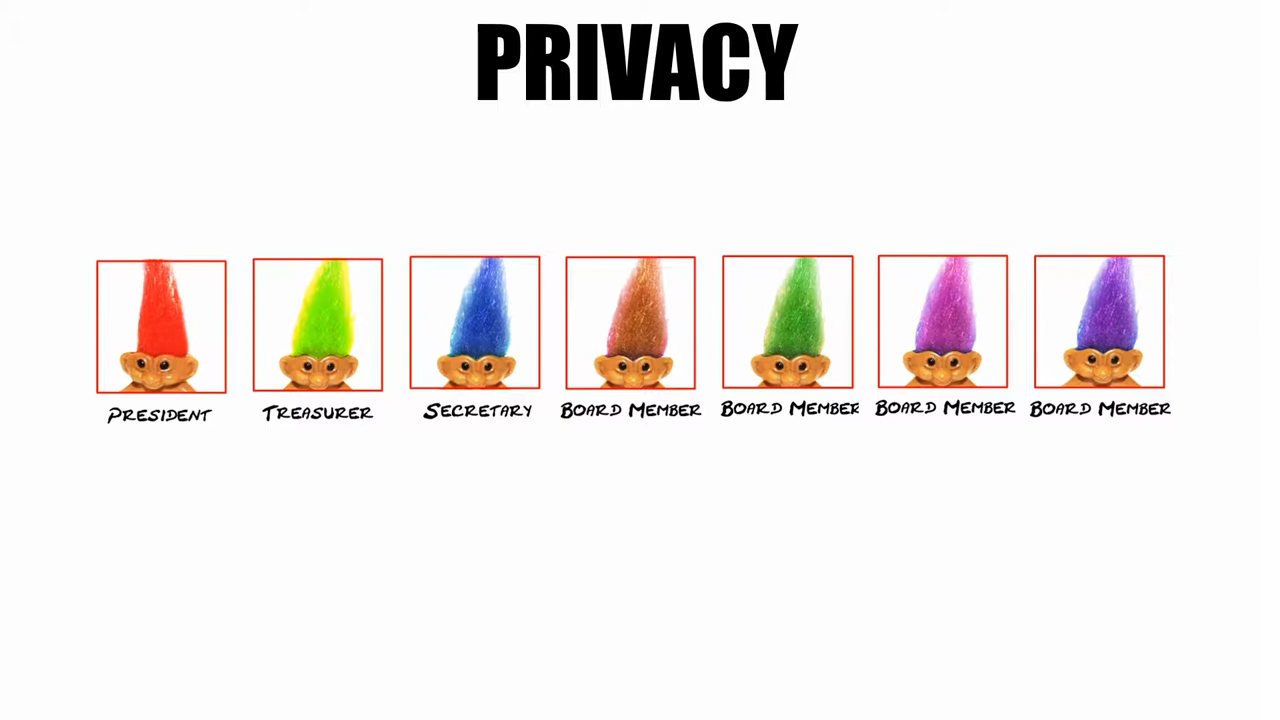 PRIVACY
PRESIDENT
TREASURER
SECRETARY
BOARD MEMBER
BOARD MEMBER
BOARD MEMBER
BOARD MEMBER